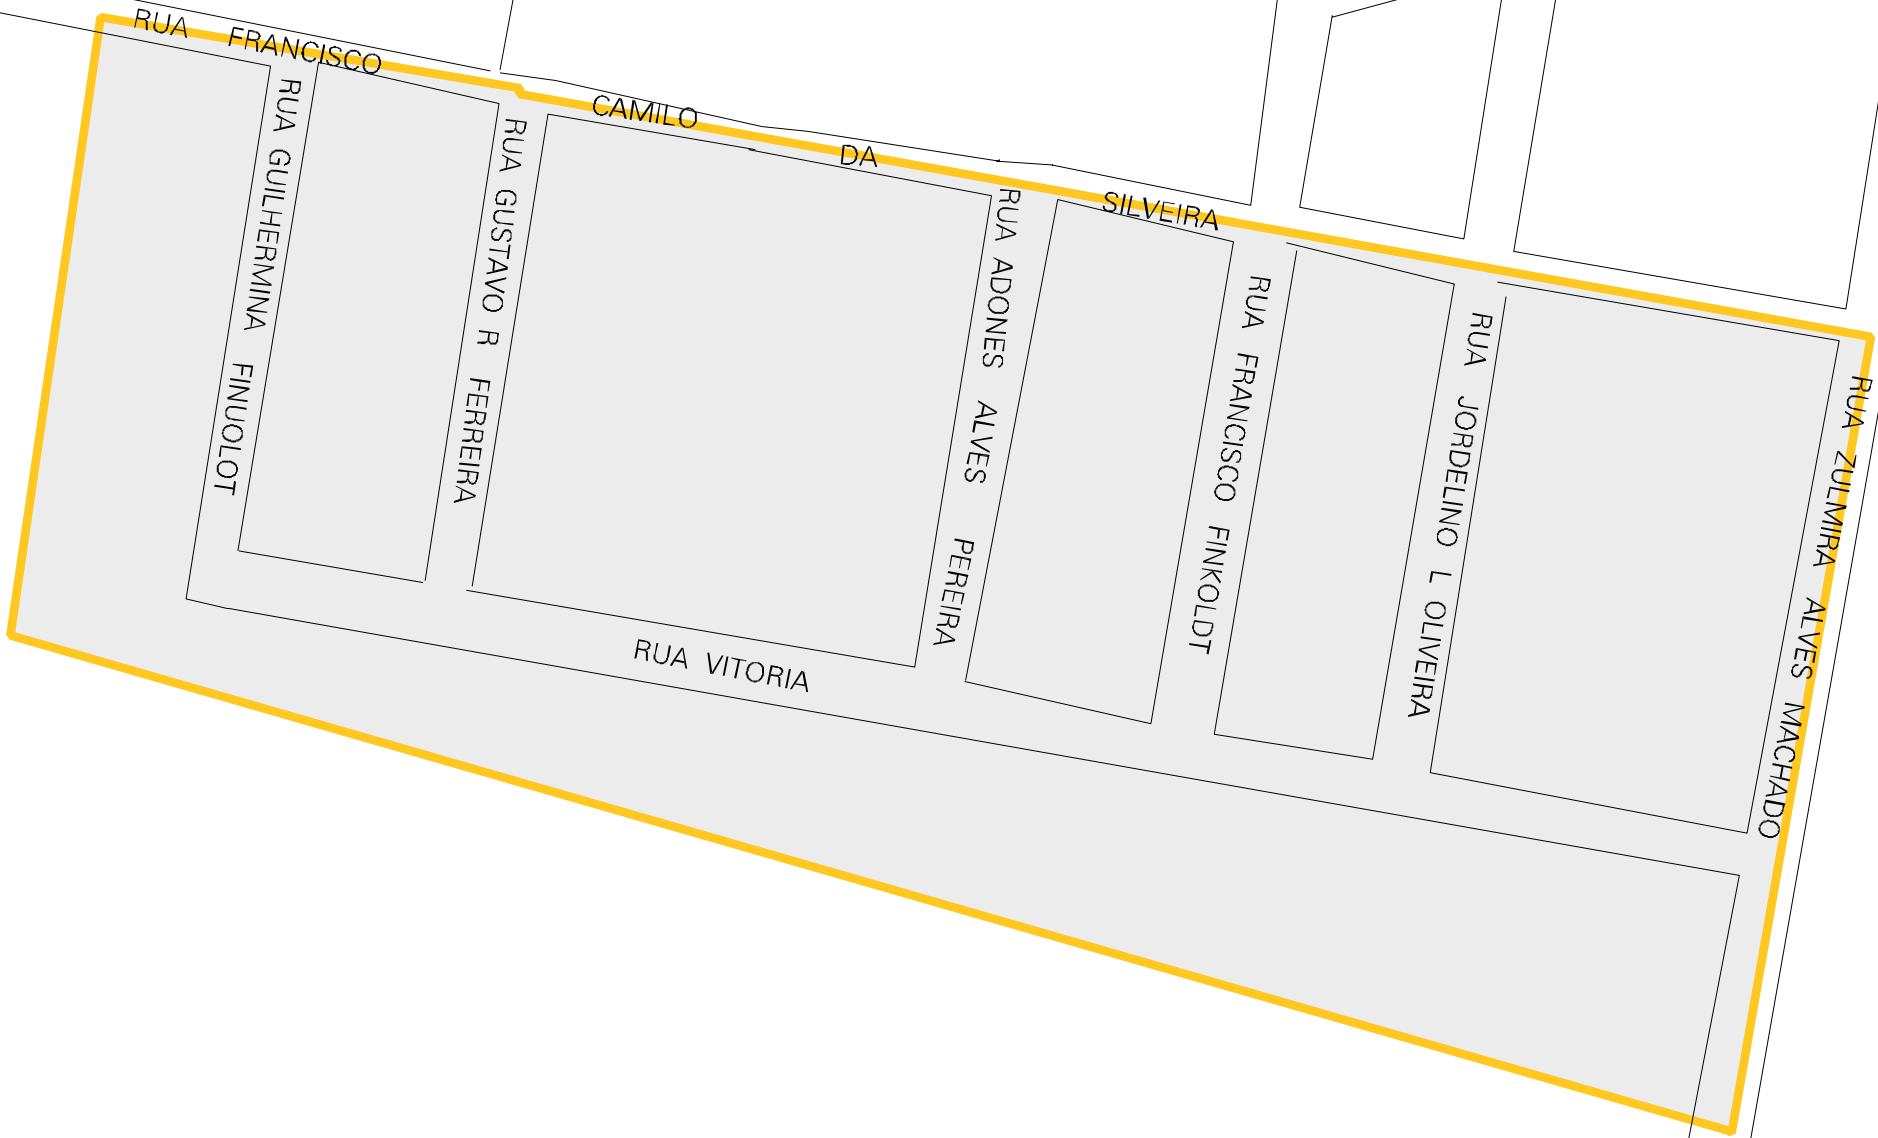 RUA FRANCISCO CAMILO DA SILVEIRA
RUA GUILHERMINA FINUOLOT
RUA GUSTAVO R FERREIRA
RUA ADONES ALVES PEREIRA
RUA FRANCISCO FINKOLDT
RUA JORDELINO L OLIVEIRA
RUA ZULMIRA ALVES MACHADO
RUA VITORIA